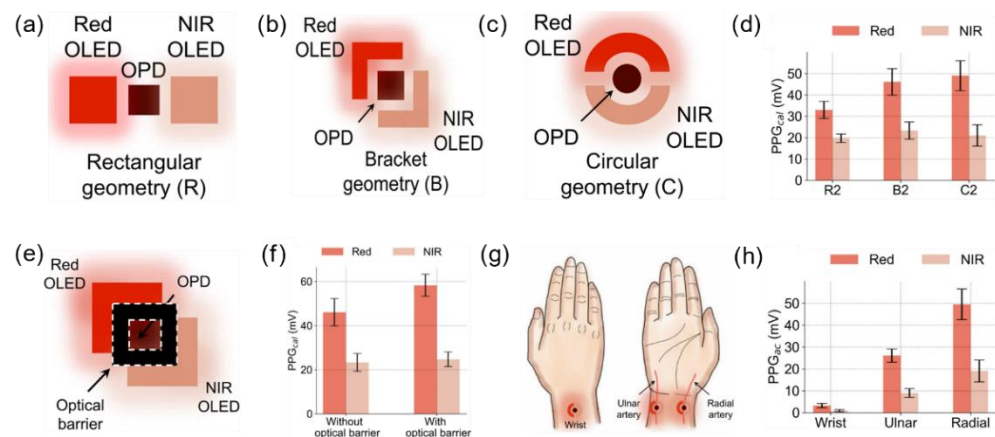 (a)
Red
OLED
NIR
OLED
OPD
Rectangular
geometry (R)
(b)
Red
OLED
OPD
NIR
OLED
Bracket
geometry (B)
(c)
Red
OLED
OPD
NIR
OLED
Circular
geometry (C)
(d)
Red
NIR
PPGcal (mV)
50
40
30
20
10
0
R2
B2
C2
(e)
Red
OLED
OPD
Optical
barrier
NIR
OLED
(f)
Red
NIR
PPGcal (mV)
60
40
20
0
Without
optical barrier
With
optical barrier
(g)
Wrist
Ulnar
artery
Radial
artery
(h)
Red
NIR
PPGac (mV)
50
40
30
20
10
0
Wrist
Ulnar
Radial